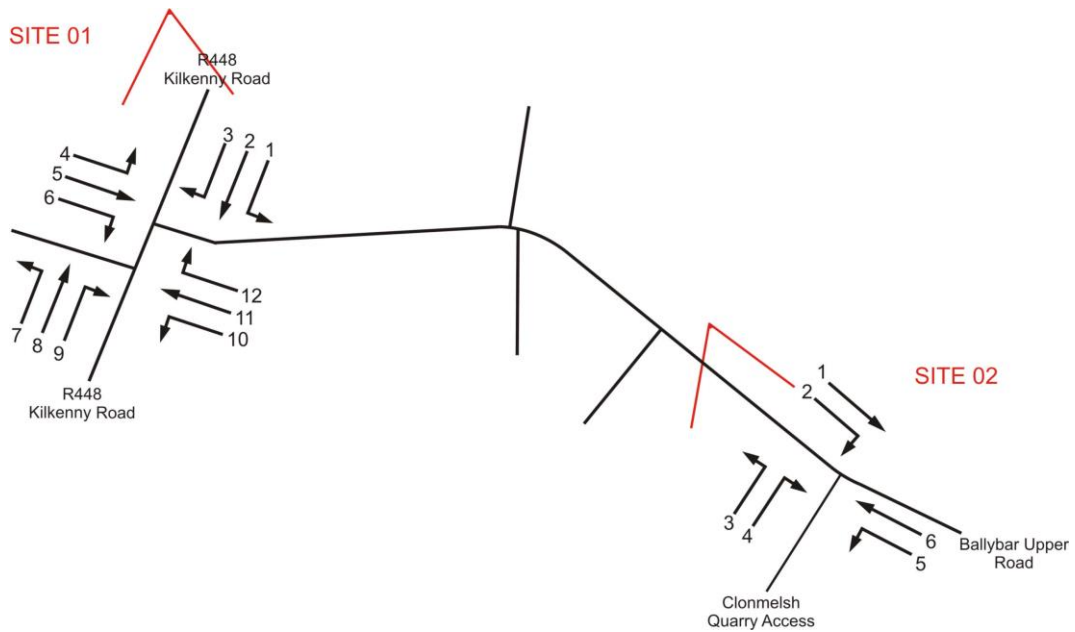 SITE 01
R448
Kilkenny Road
3
2
1
4
5
6
12
11
10
7
8
9
R448
Kilkenny Road
SITE 02
1
2
3
4
6
5
Ballybar Upper
Road
Clonmelsh
Quarry Access